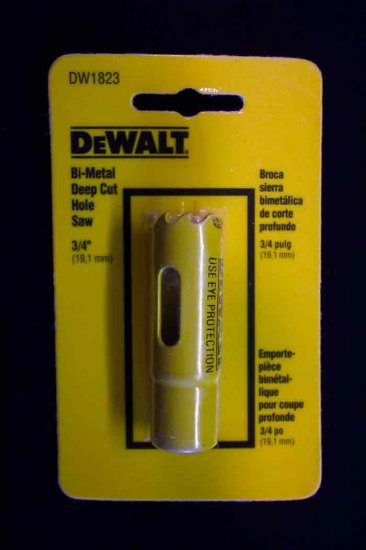 DW1823
DEWALT
Bi-Metal
Deep Cut
Hole
Saw
3/4"
(19,1 mm)
Broca
sierra
bimetálica
de corte
profundo
3/4 pulg
(19,1 mm)
USE EYE PROTECTION
Emporte-
pièce
bimétal-
lique
pour coupe
profonde
3/4 po
(19,1 mm)